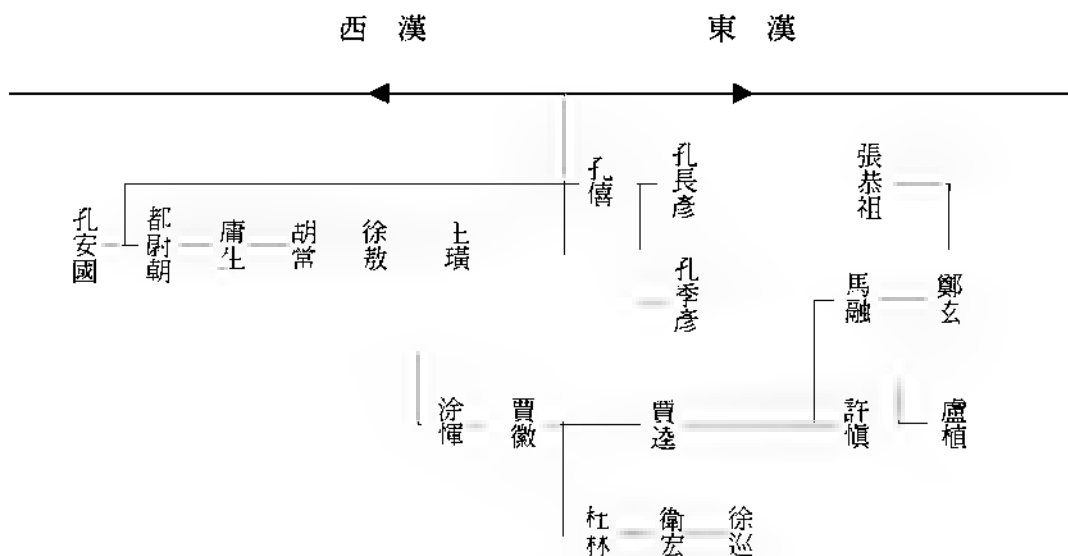 西漢
東漢
孔僖
孔長彥
張恭祖
孔安國
都尉朝
庸生
胡常
徐敖
王璜
孔季彥
馬融
鄭玄
涂惲
賈徽
賈逵
許慎
盧植
杜林
衛宏
徐巡